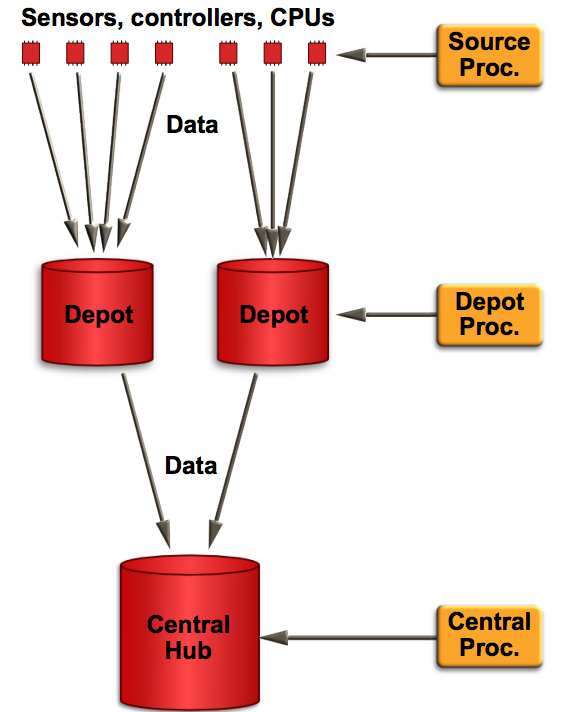 Sensors, controllers, CPUs
Source
Proc.
Data
Depot
Depot
Depot
Proc.
Data
Central
Hub
Central
Proc.